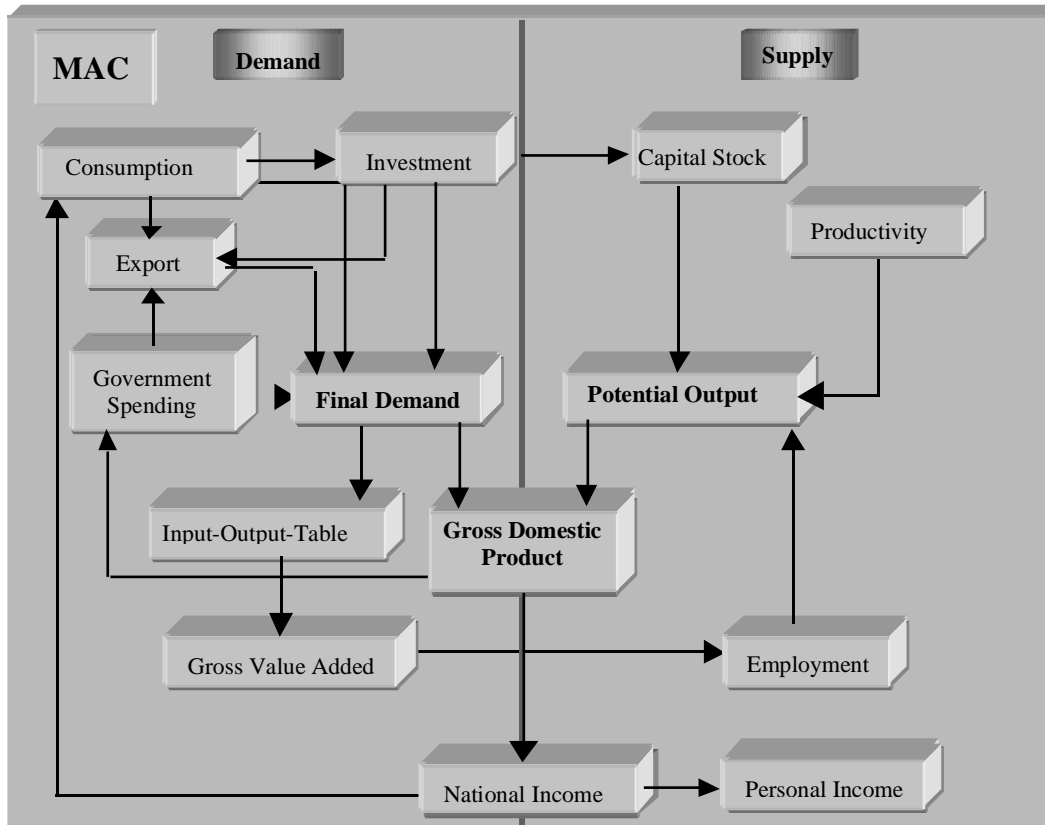 MAC
Demand
Supply
Consumption
Investment
Capital Stock
Productivity
Export
Government
Spending
Final Demand
Potential Output
Input-Output-Table
Gross Domestic
Product
Gross Value Added
Employment
National Income
Personal Income